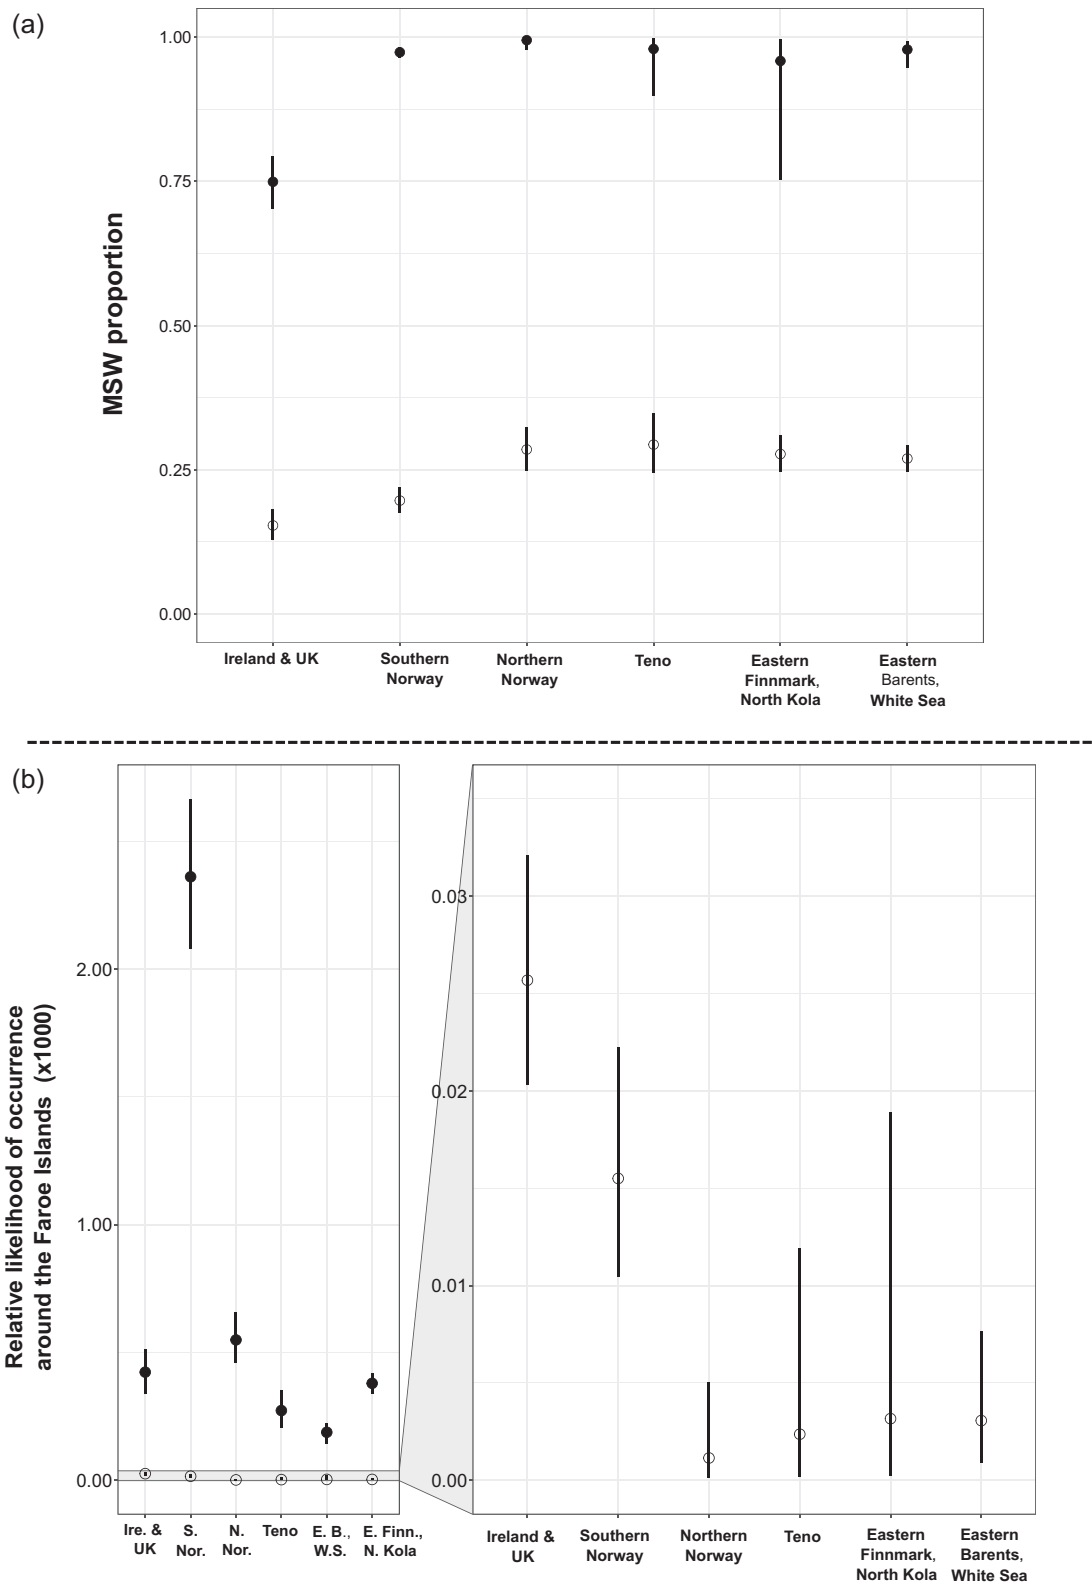 (a)
MSW proportion
1.00
0.75
0.50
0.25
0.00
Ireland & UK
Southern
Norway
Northern
Norway
Teno
Eastern
Finnmark,
North Kola
Eastern
Barents,
White Sea
(b)
Relative likelihood of occurrence
around the Faroe Islands (x1000)
2.00
1.00
0.00
Ire. &
UK
S.
Nor.
N.
Nor.
Teno
E. B.,
W.S.
E. Finn.,
N. Kola
0.03
0.02
0.01
0.00
Ireland &
UK
Southern
Norway
Northern
Norway
Teno
Eastern
Finnmark,
North Kola
Eastern
Barents,
White Sea